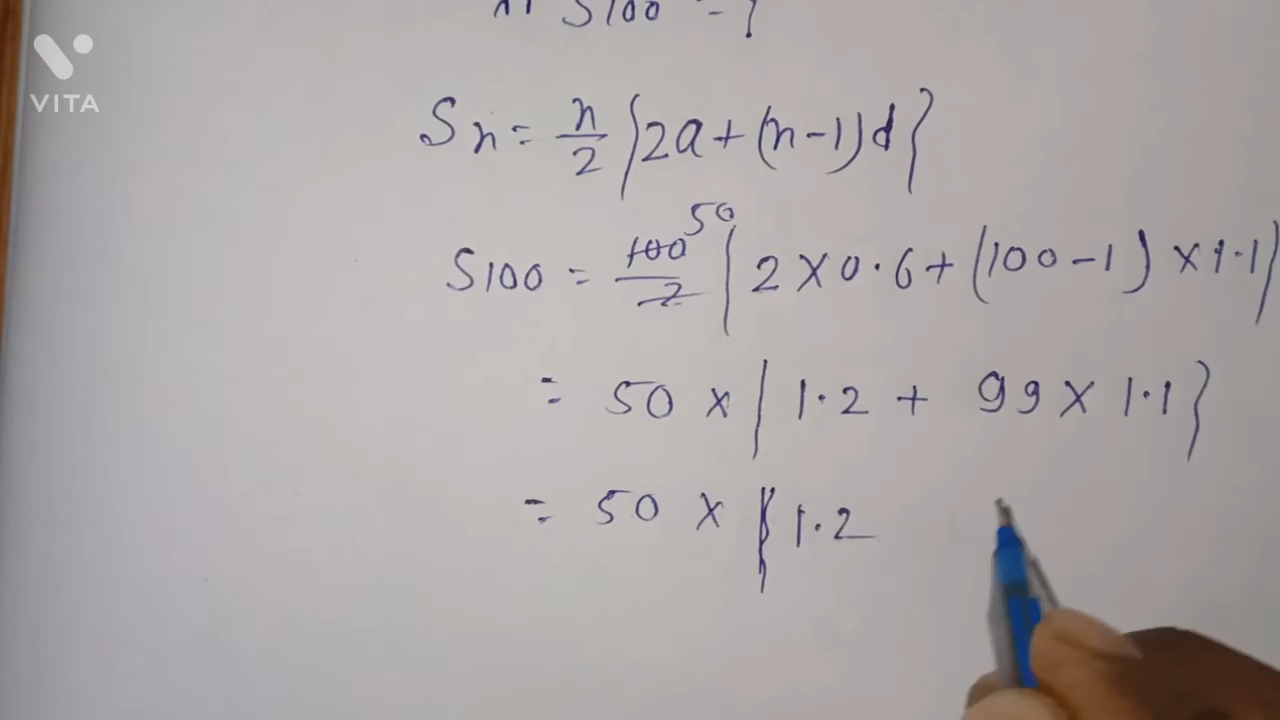 S100 = ?
VITA
Sn = n/2 {2a + (n-1)d}
S100 = 100/2 50 {2 × 0.6 + (100-1) × 1.1}
= 50 × {1.2 + 99 × 1.1}
= 50 × {1.2